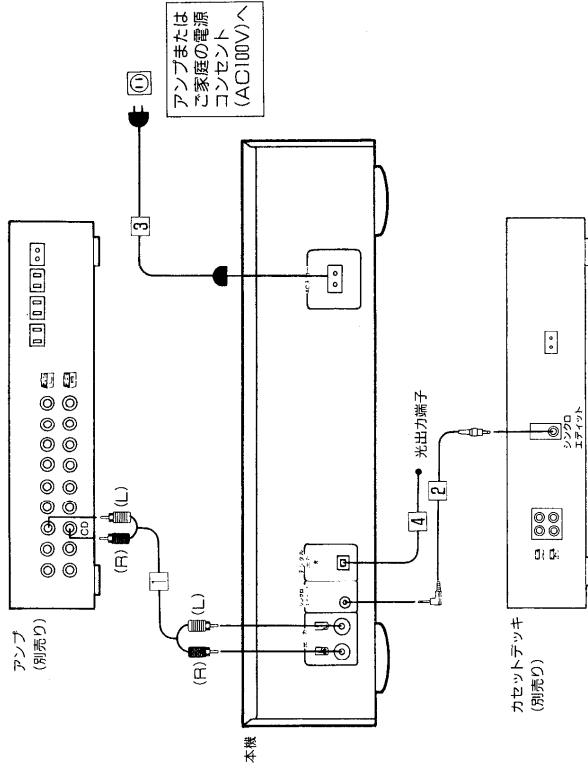 アンプ
(別売り)
CD
(R)
(L)
1
(R)
(L)
3
アンプまたは
ご家庭の電源
コンセント
(AC100V)へ
本機
4
光出力端子
2
シンクロ
エディット
カセットデッキ
(別売り)